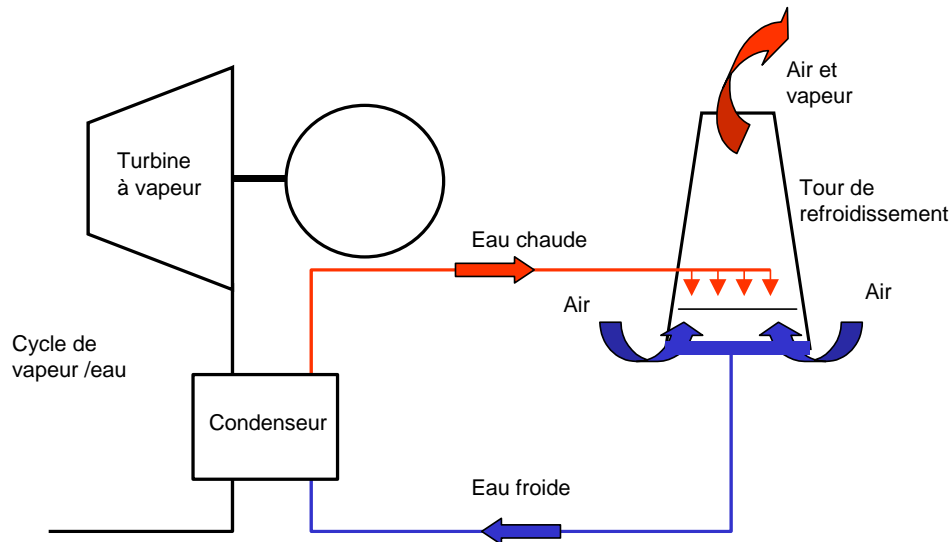 Air et
vapeur
Turbine
à vapeur
Tour de
refroidissement
Eau chaude
Air
Air
Cycle de
vapeur /eau
Condenseur
Eau froide